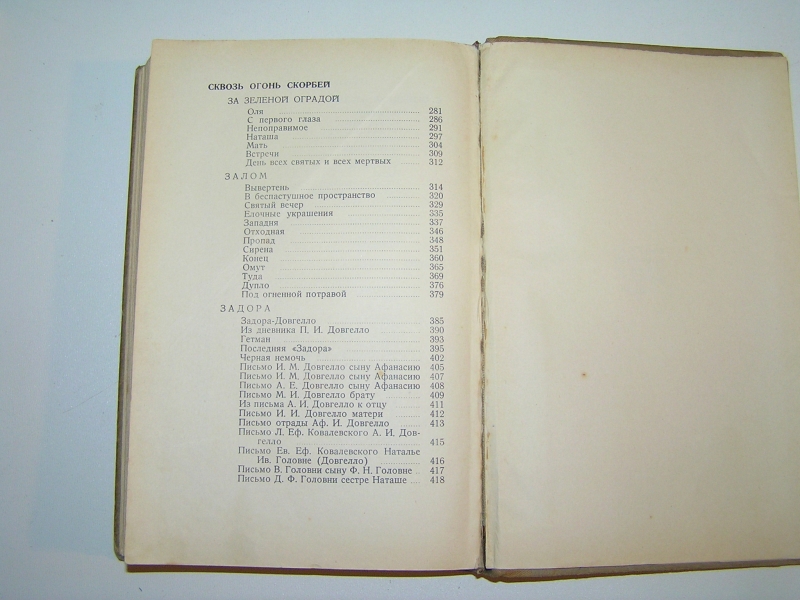 СКВОЗЬ ОГОНЬ СКОРБЕЙ
ЗА ЗЕЛЕНОЙ ОГРАДОЙ
Оля 281
С первого глаза 286
Непоправимое 291
Наташа 297
Мать 304
Встречи 309
День всех святых и всех мертвых 312
ЗАЛОМ
Вывертень 314
В беспастушное пространство 320
Святый вечер 329
Елочные украшения 335
Западня 337
Отходная 346
Пропад 348
Сирена 351
Конец 360
Омут 365
Туда 369
Дупло 376
Под огненной потравой 379
ЗАДОРА
Задора-Довгелло 385
Из дневника П. И. Довгелло 390
Гетман 393
Последняя «Задора» 395
Черная немочь 402
Письмо И. М. Довгелло сыну Афанасию 405
Письмо И. М. Довгелло сыну Афанасию 407
Письмо А. Е. Довгелло сыну Афанасию 408
Письмо М. И. Довгелло брату 409
Из письма А. И. Довгелло к отцу 411
Письмо И. И. Довгелло матери 412
Письмо отрады Аф. И. Довгелло 413
Письмо Л. Еф. Ковалевского А. И. Дов-
гелло 415
Письмо Ев. Еф. Ковалевского Наталье
Ив. Головне (Довгелло) 416
Письмо В. Головни сыну Ф. Н. Головне 417
Письмо Д. Ф. Головни сестре Наташе 418